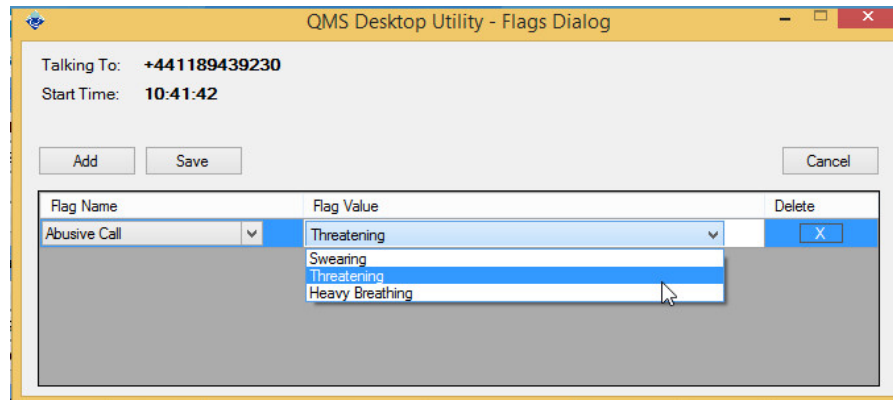 QMS Desktop Utility - Flags Dialog
Talking To: +441189439230
Start Time: 10:41:42
Add Save Cancel
Flag Name Flag Value Delete
Abusive Call Threatening X
Swearing
Threatening
Heavy Breathing